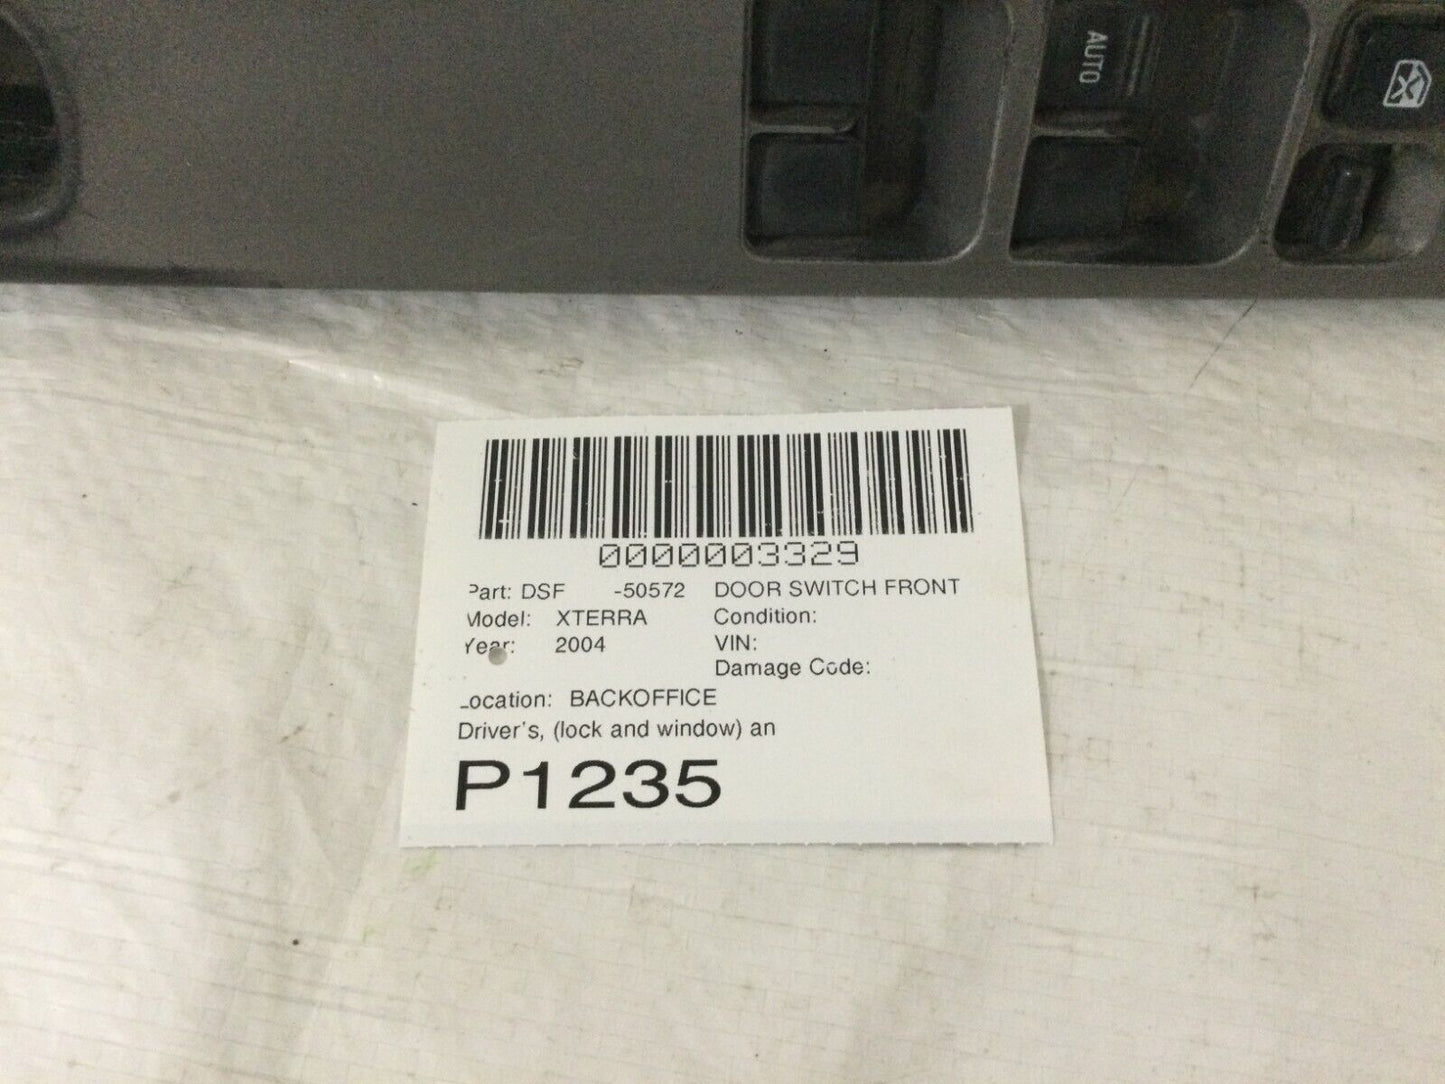 AUTO
0000003329
Part: DSF -50572 DOOR SWITCH FRONT
Model: XTERRA Condition:
Year: 2004 VIN:
Damage Code:
Location: BACKOFFICE
Driver's, (lock and window) an
P1235